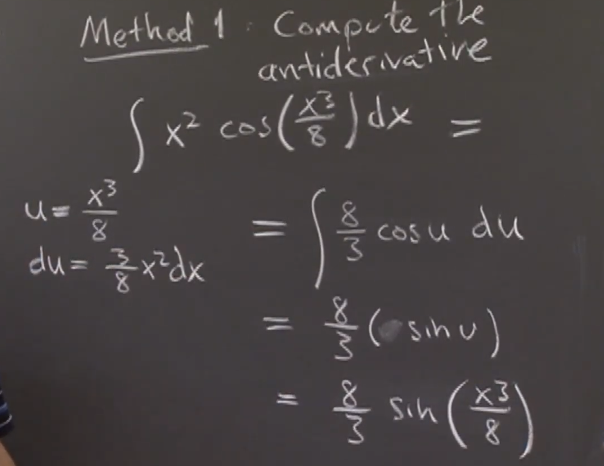 Method 1: Compute the
antiderivative
∫ x² cos(x³/8) dx =
u = x³/8
= ∫ 8/3 cos u du
du = 3/8 x² dx
= 8/3 ( sin u)
= 8/3 sin(x³/8)